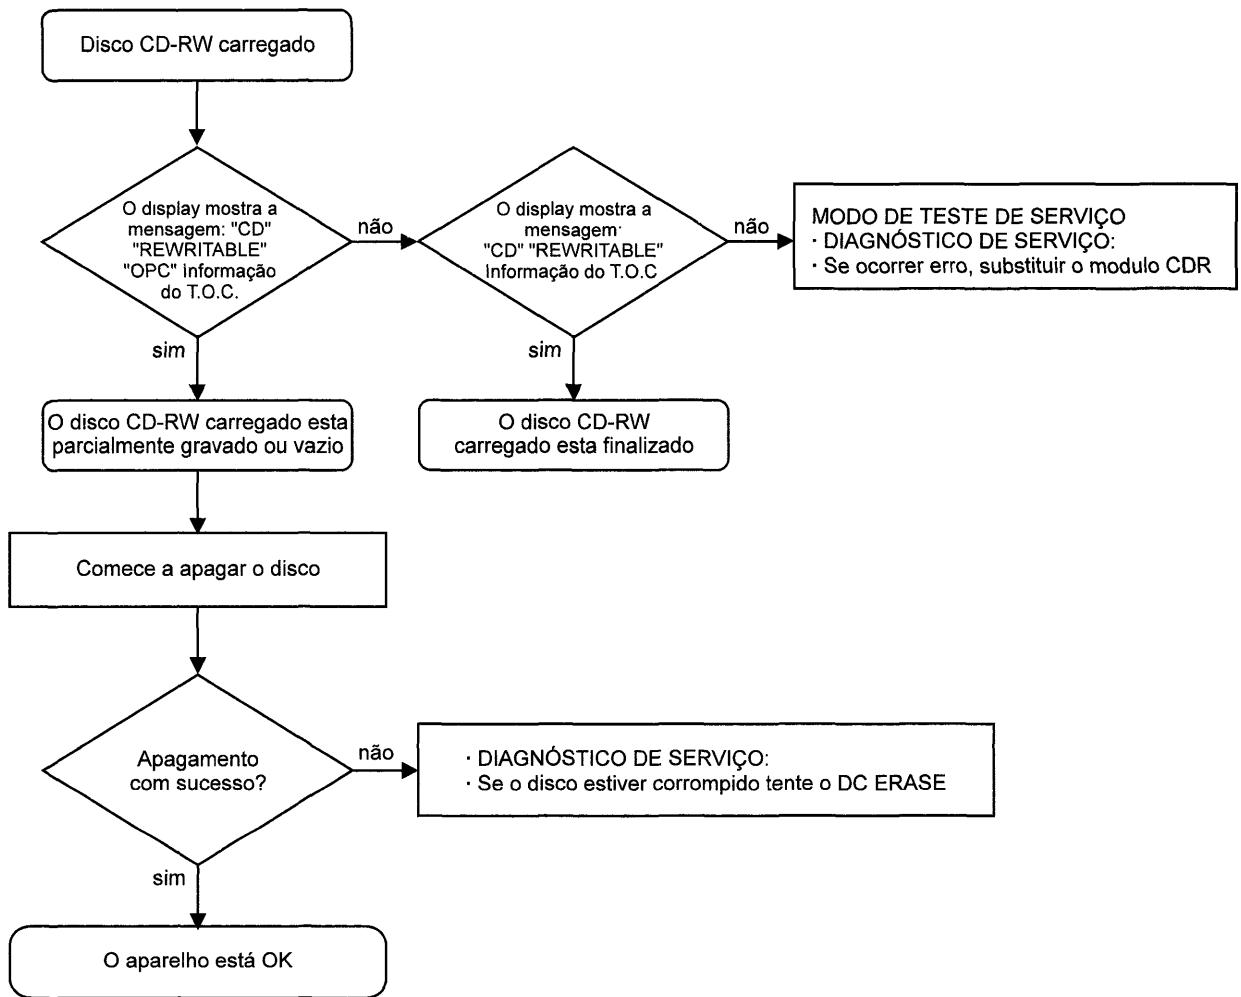 Disco CD-RW carregado
O display mostra a
mensagem: "CD"
"REWRITABLE"
"OPC" Informação
do T.O.C.
não
O display mostra a
mensagem·
"CD" "REWRITABLE"
Informação do T.O.C
não
MODO DE TESTE DE SERVIÇO
· DIAGNÓSTICO DE SERVIÇO:
· Se ocorrer erro, substituir o modulo CDR
sim
sim
O disco CD-RW carregado esta
parcialmente gravado ou vazio
O disco CD-RW
carregado esta finalizado
Comece a apagar o disco
Apagamento
com sucesso?
não
· DIAGNÓSTICO DE SERVIÇO:
· Se o disco estiver corrompido tente o DC ERASE
sim
O aparelho está OK